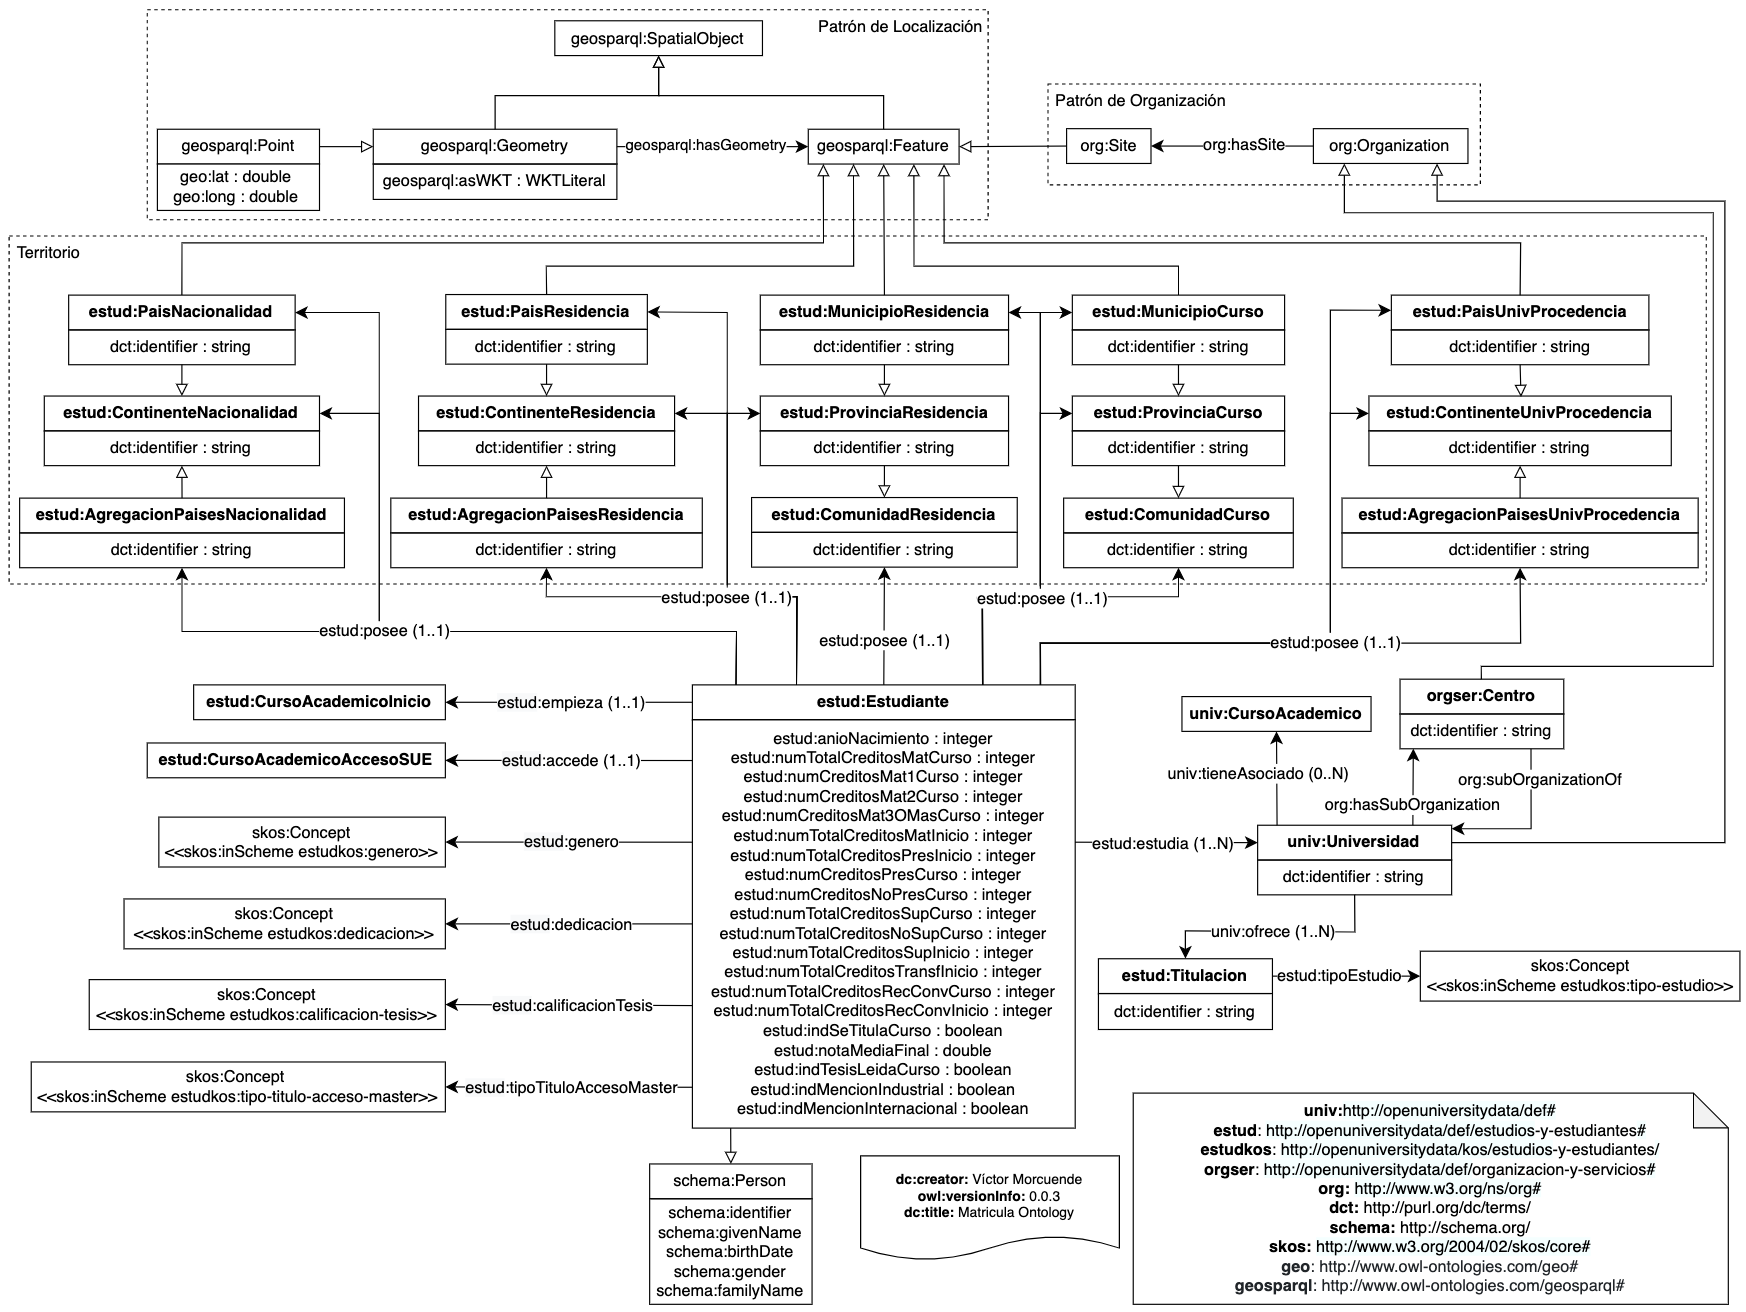 Patrón de Localización
geosparql:SpatialObject
Patrón de Organización
geosparql:Point
geo:lat : double
geo:long : double
geosparql:Geometry
geosparql:asWKT : WKTLiteral
geosparql:hasGeometry
geosparql:Feature
org:Site
org:hasSite
org:Organization
Territorio
estud:PaisNacionalidad
dct:identifier : string
estud:PaisResidencia
dct:identifier : string
estud:MunicipioResidencia
dct:identifier : string
estud:MunicipioCurso
dct:identifier : string
estud:PaisUnivProcedencia
dct:identifier : string
estud:ContinenteNacionalidad
dct:identifier : string
estud:ContinenteResidencia
dct:identifier : string
estud:ProvinciaResidencia
dct:identifier : string
estud:ProvinciaCurso
dct:identifier : string
estud:ContinenteUnivProcedencia
dct:identifier : string
estud:AgregacionPaisesNacionalidad
dct:identifier : string
estud:AgregacionPaisesResidencia
dct:identifier : string
estud:ComunidadResidencia
dct:identifier : string
estud:ComunidadCurso
dct:identifier : string
estud:AgregacionPaisesUnivProcedencia
dct:identifier : string
estud:posee (1..1)
estud:posee (1..1)
estud:posee (1..1)
estud:posee (1..1)
estud:posee (1..1)
estud:CursoAcademicoInicio
estud:empieza (1..1)
estud:CursoAcademicoAccesoSUE
estud:accede (1..1)
skos:Concept
<<skos:inScheme estudkos:genero>>
estud:genero
skos:Concept
<<skos:inScheme estudkos:dedicacion>>
estud:dedicacion
skos:Concept
<<skos:inScheme estudkos:calificacion-tesis>>
estud:calificacionTesis
skos:Concept
<<skos:inScheme estudkos:tipo-titulo-acceso-master>>
estud:tipoTituloAccesoMaster
estud:Estudiante
estud:anioNacimiento : integer
estud:numTotalCreditosMatCurso : integer
estud:numCreditosMat1Curso : integer
estud:numCreditosMat2Curso : integer
estud:numCreditosMat3OMasCurso : integer
estud:numTotalCreditosMatInicio : integer
estud:numTotalCreditosPresInicio : integer
estud:numCreditosPresCurso : integer
estud:numCreditosNoPresCurso : integer
estud:numTotalCreditosSupCurso : integer
estud:numTotalCreditosNoSupCurso : integer
estud:numTotalCreditosSupInicio : integer
estud:numTotalCreditosTransfInicio : integer
estud:numTotalCreditosRecConvCurso : integer
estud:numTotalCreditosRecConvInicio : integer
estud:indSeTitulaCurso : boolean
estud:notaMediaFinal : double
estud:indTesisLeidaCurso : boolean
estud:indMencionIndustrial : boolean
estud:indMencionInternacional : boolean
estud:estudia (1..N)
univ:CursoAcademico
univ:tieneAsociado (0..N)
orgser:Centro
dct:identifier : string
org:subOrganizationOf
org:hasSubOrganization
univ:Universidad
dct:identifier : string
univ:ofrece (1..N)
estud:Titulacion
dct:identifier : string
estud:tipoEstudio
skos:Concept
<<skos:inScheme estudkos:tipo-estudio>>
schema:Person
schema:identifier
schema:givenName
schema:birthDate
schema:gender
schema:familyName
dc:creator: Víctor Morcuende
owl:versionInfo: 0.0.3
dc:title: Matricula Ontology
univ:http://openuniversitydata/def#
estud: http://openuniversitydata/def/estudios-y-estudiantes#
estudkos: http://openuniversitydata/kos/estudios-y-estudiantes/
orgser: http://openuniversitydata/def/organizacion-y-servicios#
org: http://www.w3.org/ns/org#
dct: http://purl.org/dc/terms/
schema: http://schema.org/
skos: http://www.w3.org/2004/02/skos/core#
geo: http://www.owl-ontologies.com/geo#
geosparql: http://www.owl-ontologies.com/geosparql#